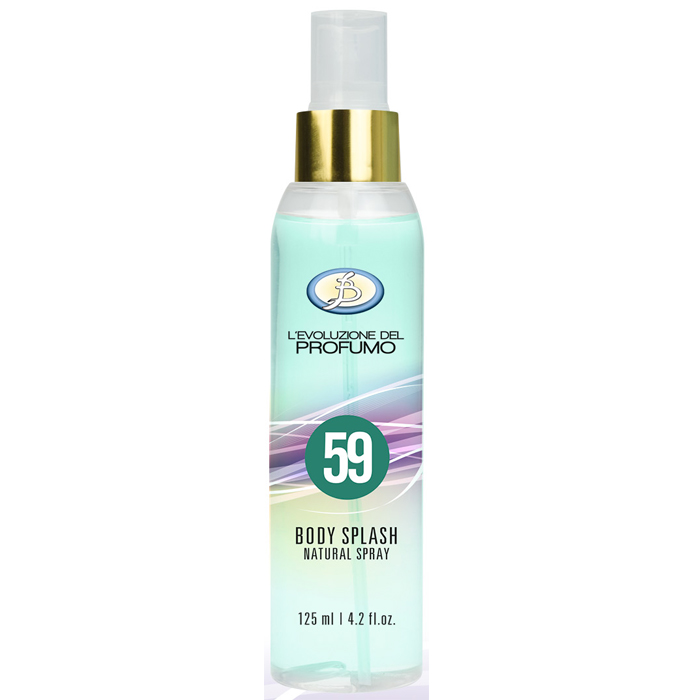 L'EVOLUZIONE DEL
PROFUMO
59
BODY SPLASH
NATURAL SPRAY
125 ml | 4.2 fl.oz.